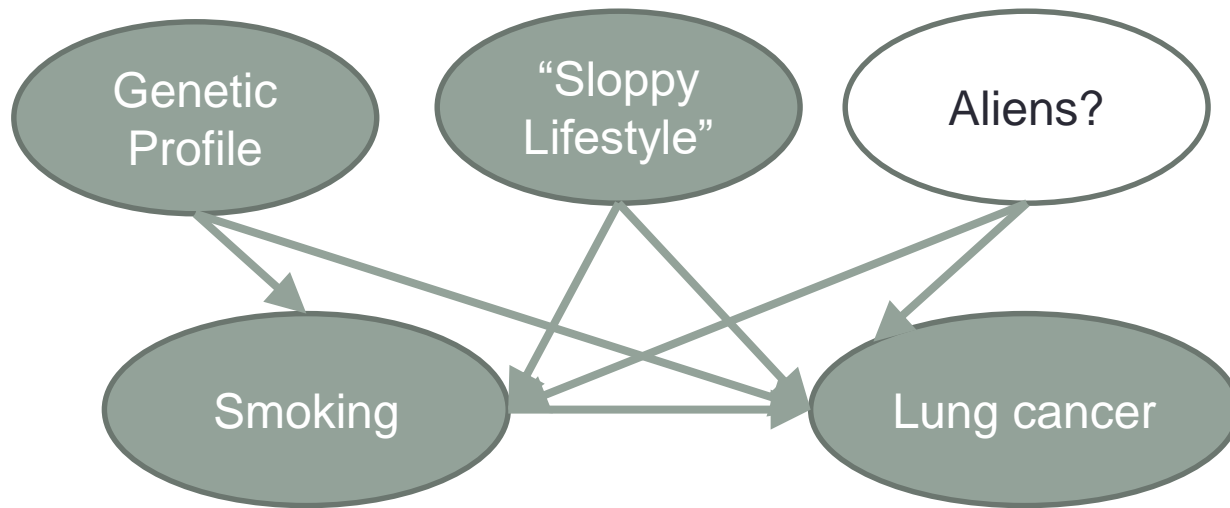 Genetic
Profile
“Sloppy
Lifestyle”
Aliens?
Smoking
Lung cancer